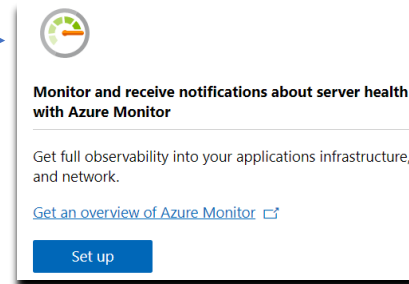 Monitor and receive notifications about server health
with Azure Monitor
Get full observability into your applications infrastructure,
and network.
Get an overview of Azure Monitor
Set up